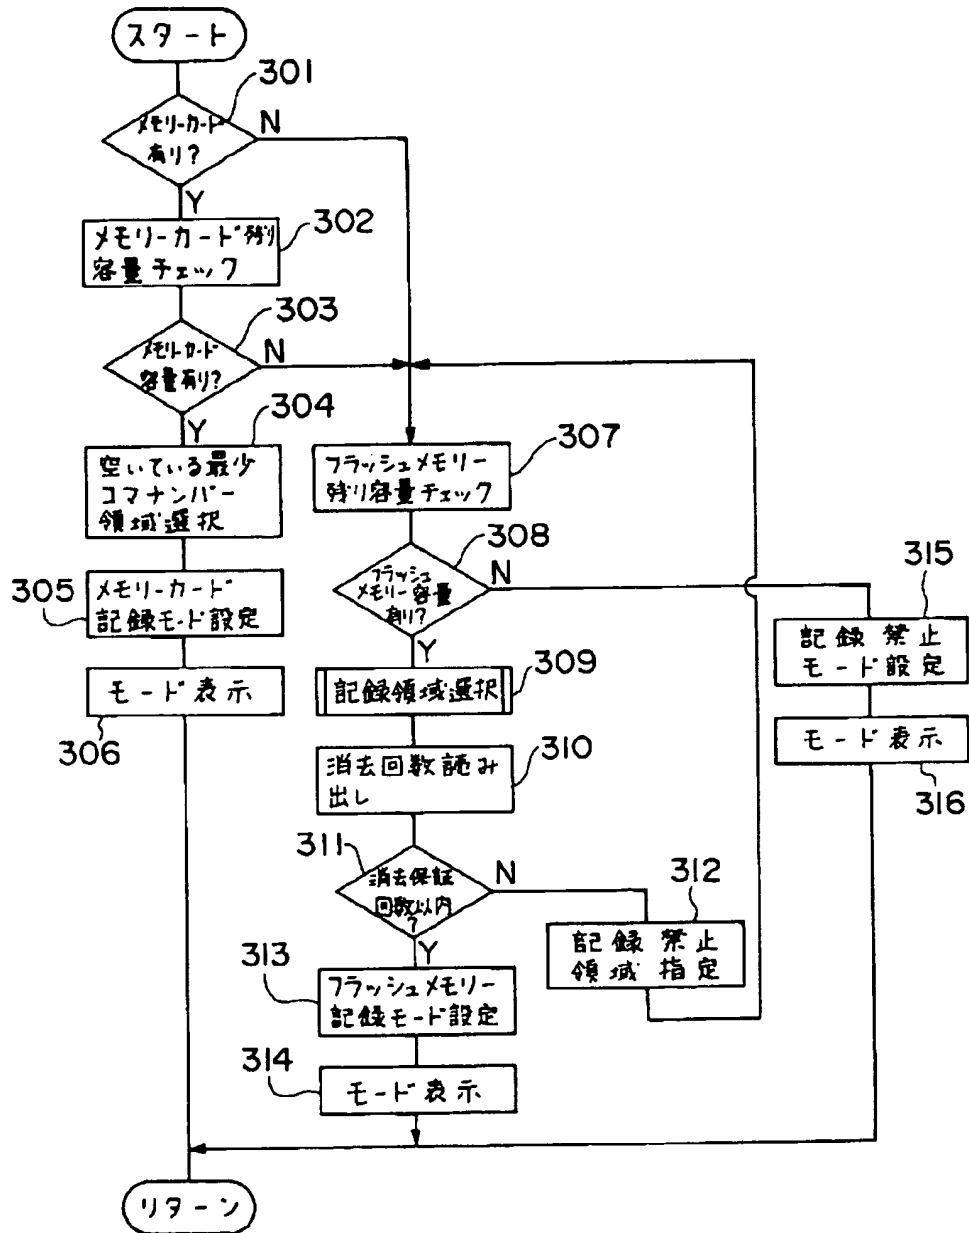 スタート
301
メモリーカード
有り?
N
Y
302
メモリーカード残り
容量チェック
303
メモリーカード
容量有り?
N
Y
304
空いている最少
コマナンバー
領域選択
305
メモリーカード
記録モード設定
モード表示
306
307
フラッシュメモリー
残り容量チェック
308
フラッシュ
メモリー容量
有り?
N
Y
309
記録領域選択
310
消去回数読み
出し
311
消去保証
回数以内
?
N
Y
312
記録禁止
領域指定
313
フラッシュメモリー
記録モード設定
314
モード表示
315
記録禁止
モード設定
モード表示
316
リターン